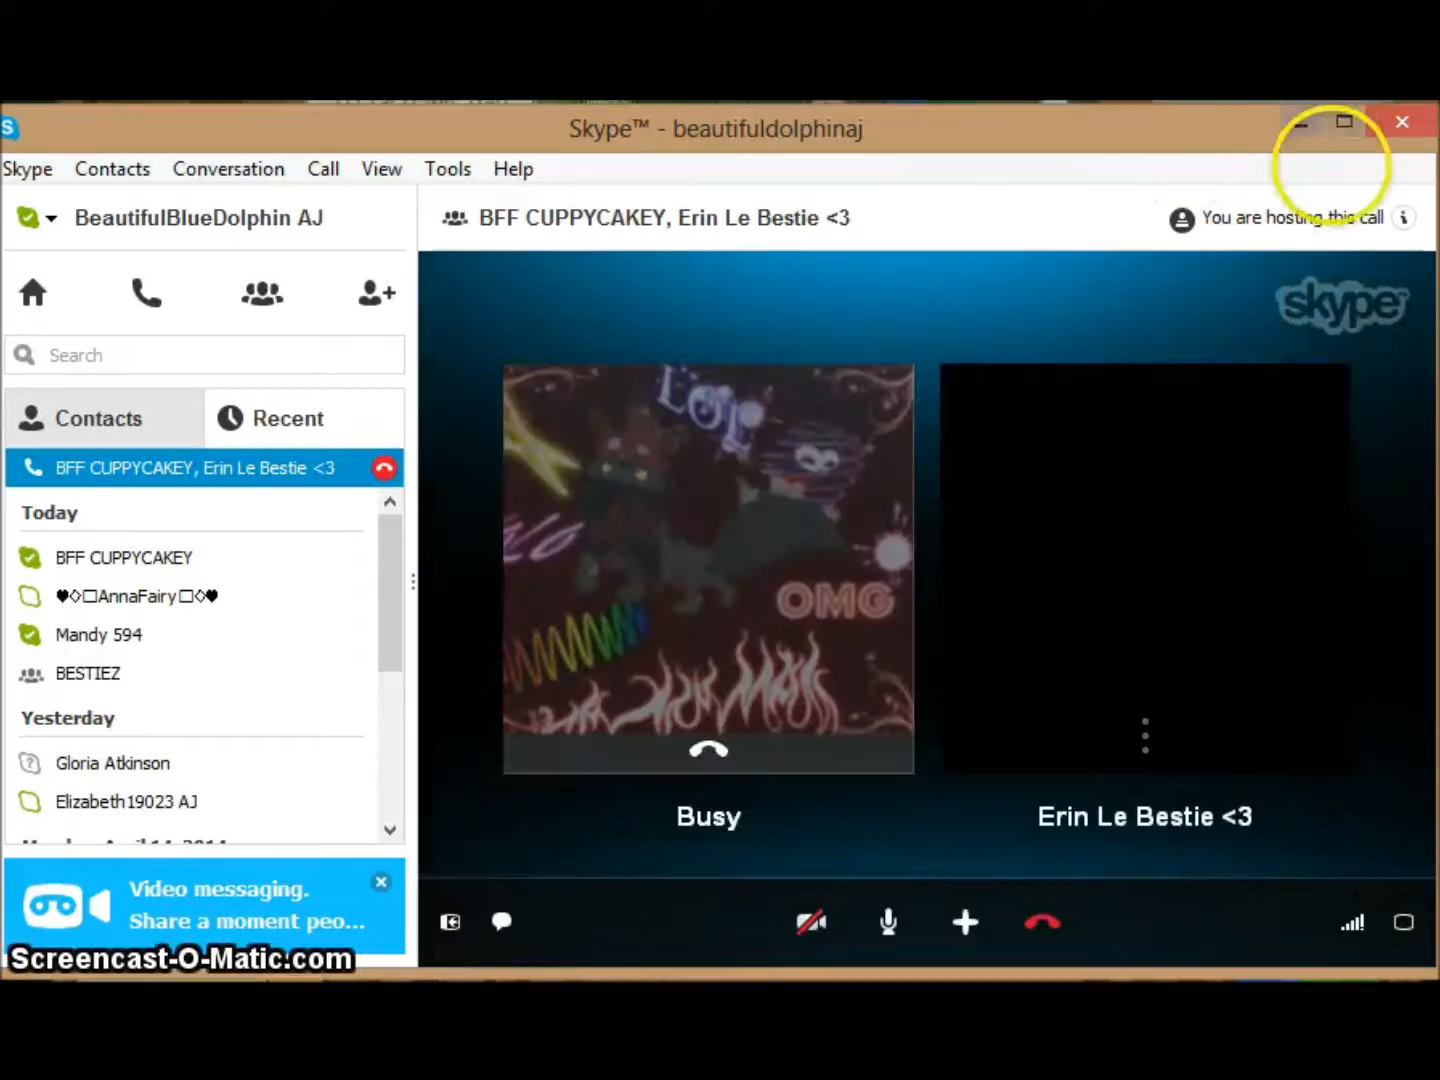 Skype™ - beautifuldolphinaj
Skype Contacts Conversation Call View Tools Help
BeautifulBlueDolphin AJ
BFF CUPPYCAKEY, Erin Le Bestie <3
You are hosting this call
skype
Search
Contacts
Recent
BFF CUPPYCAKEY, Erin Le Bestie <3
Today
BFF CUPPYCAKEY
♥◇□AnnaFairy□◇♥
Mandy 594
BESTIEZ
Yesterday
Gloria Atkinson
Elizabeth19023 AJ
LOL
OMG
Busy
Erin Le Bestie <3
Video messaging.
Share a moment peo...
Screencast-O-Matic.com